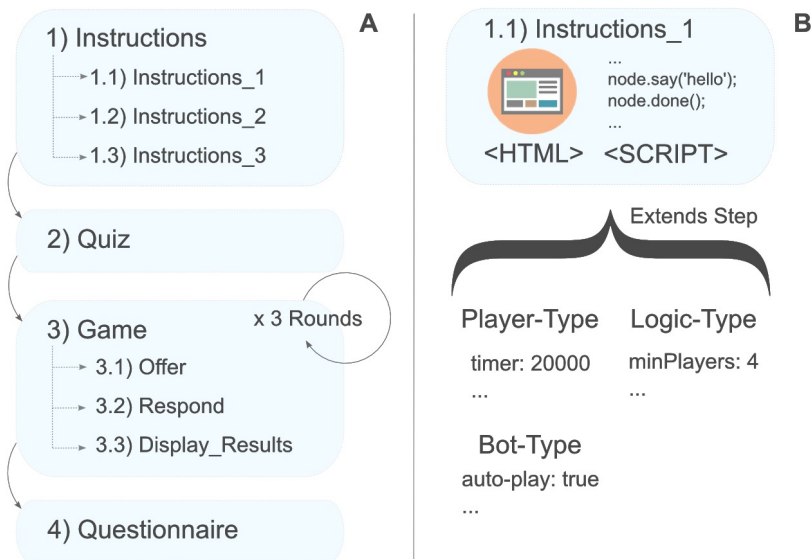 A
1) Instructions
1.1) Instructions_1
1.2) Instructions_2
1.3) Instructions_3
2) Quiz
3) Game
x 3 Rounds
3.1) Offer
3.2) Respond
3.3) Display_Results
4) Questionnaire
B
1.1) Instructions_1
...
node.say('hello');
node.done();
...
<HTML> <SCRIPT>
Extends Step
Player-Type
timer: 20000
...
Logic-Type
minPlayers: 4
...
Bot-Type
auto-play: true
...